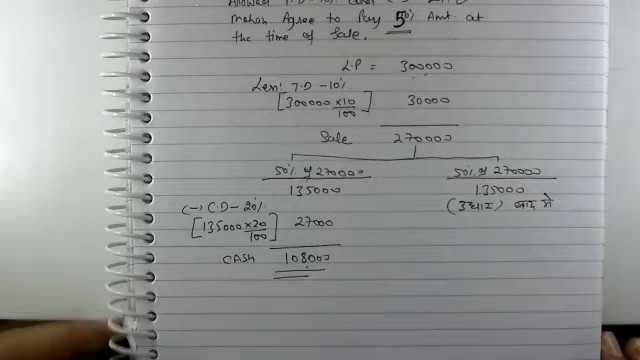 Allowed T.D-10% and C.D-20%
Mohan Agree to Pay 50% Amt. at
the time of Sale.
L.P = 300000
Less: T.D-10%
[300000 × 10/100] 30000
Sale 270000
50% of 270000 50% of 270000
135000 135000
(-) C.D-20% (उधार) बाद मे
[135000 × 20/100] 27000
CASH 108000